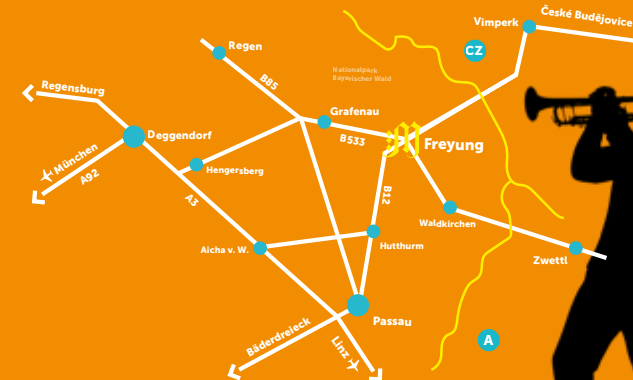 České Budějovice
Vimperk
CZ
Regen
Nationalpark
Bayerischer Wald
B85
Regensburg
Grafenau
Deggendorf
B533
Freyung
München
A92
Hengersberg
A3
B12
Waldkirchen
Aicha v. W.
Hutthurm
Zwettl
Passau
Bäderdreieck
Linz
A